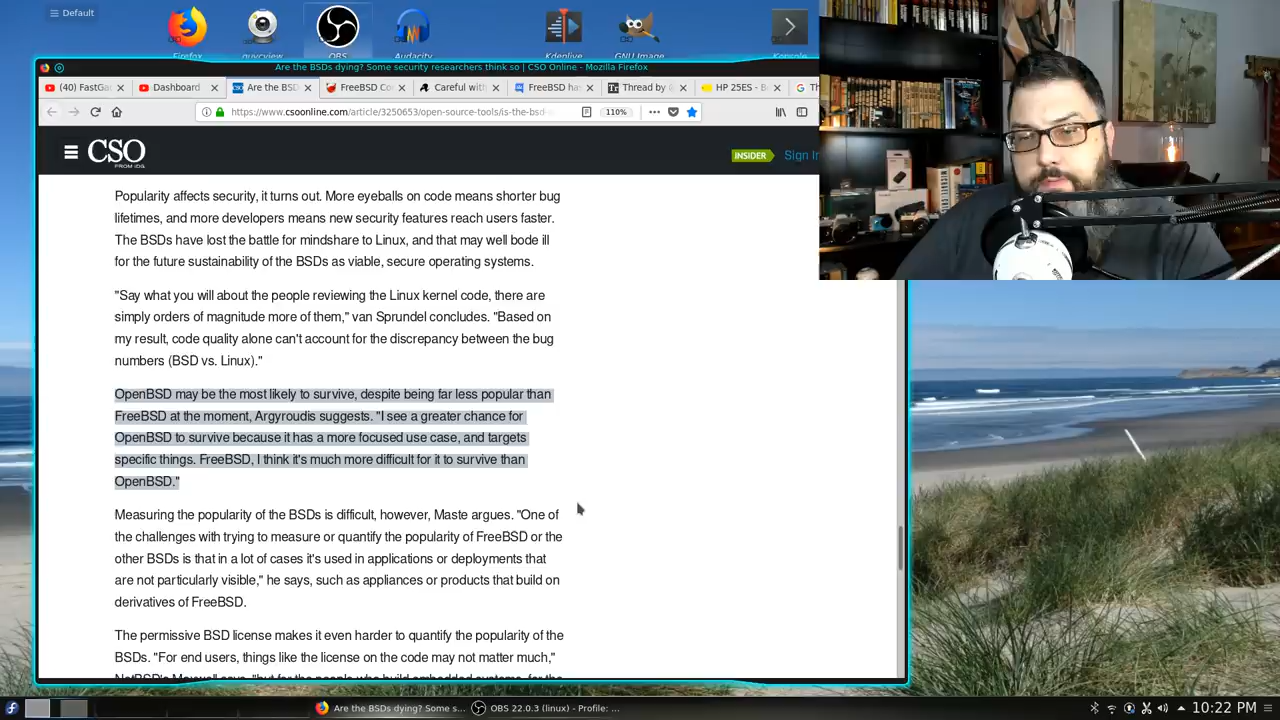 Default
Firefox
guvcview
OBS
Audacity
Kdenlive
GNU Image
Konsole
Are the BSDs dying? Some security researchers think so | CSO Online - Mozilla Firefox
(40) FastGa
Dashboard
Are the BSD
FreeBSD Co
Careful with
FreeBSD ha
Thread by
HP 25ES - B
Th
https://www.csoonline.com/article/3250653/open-source-tools/is-the-bsd-
110%
CSO
FROM IDG
INSIDER
Sign In
Popularity affects security, it turns out. More eyeballs on code means shorter bug
lifetimes, and more developers means new security features reach users faster.
The BSDs have lost the battle for mindshare to Linux, and that may well bode ill
for the future sustainability of the BSDs as viable, secure operating systems.
"Say what you will about the people reviewing the Linux kernel code, there are
simply orders of magnitude more of them," van Sprundel concludes. "Based on
my result, code quality alone can't account for the discrepancy between the bug
numbers (BSD vs. Linux)."
OpenBSD may be the most likely to survive, despite being far less popular than
FreeBSD at the moment, Argyroudis suggests. "I see a greater chance for
OpenBSD to survive because it has a more focused use case, and targets
specific things. FreeBSD, I think it's much more difficult for it to survive than
OpenBSD."
Measuring the popularity of the BSDs is difficult, however, Maste argues. "One of
the challenges with trying to measure or quantify the popularity of FreeBSD or the
other BSDs is that in a lot of cases it's used in applications or deployments that
are not particularly visible," he says, such as appliances or products that build on
derivatives of FreeBSD.
The permissive BSD license makes it even harder to quantify the popularity of the
BSDs. "For end users, things like the license on the code may not matter much,"
NetBSD's Maxwell says, "but for the people who build embedded systems, for the
Are the BSDs dying? Some s...
OBS 22.0.3 (linux) - Profile: ...
10:22 PM